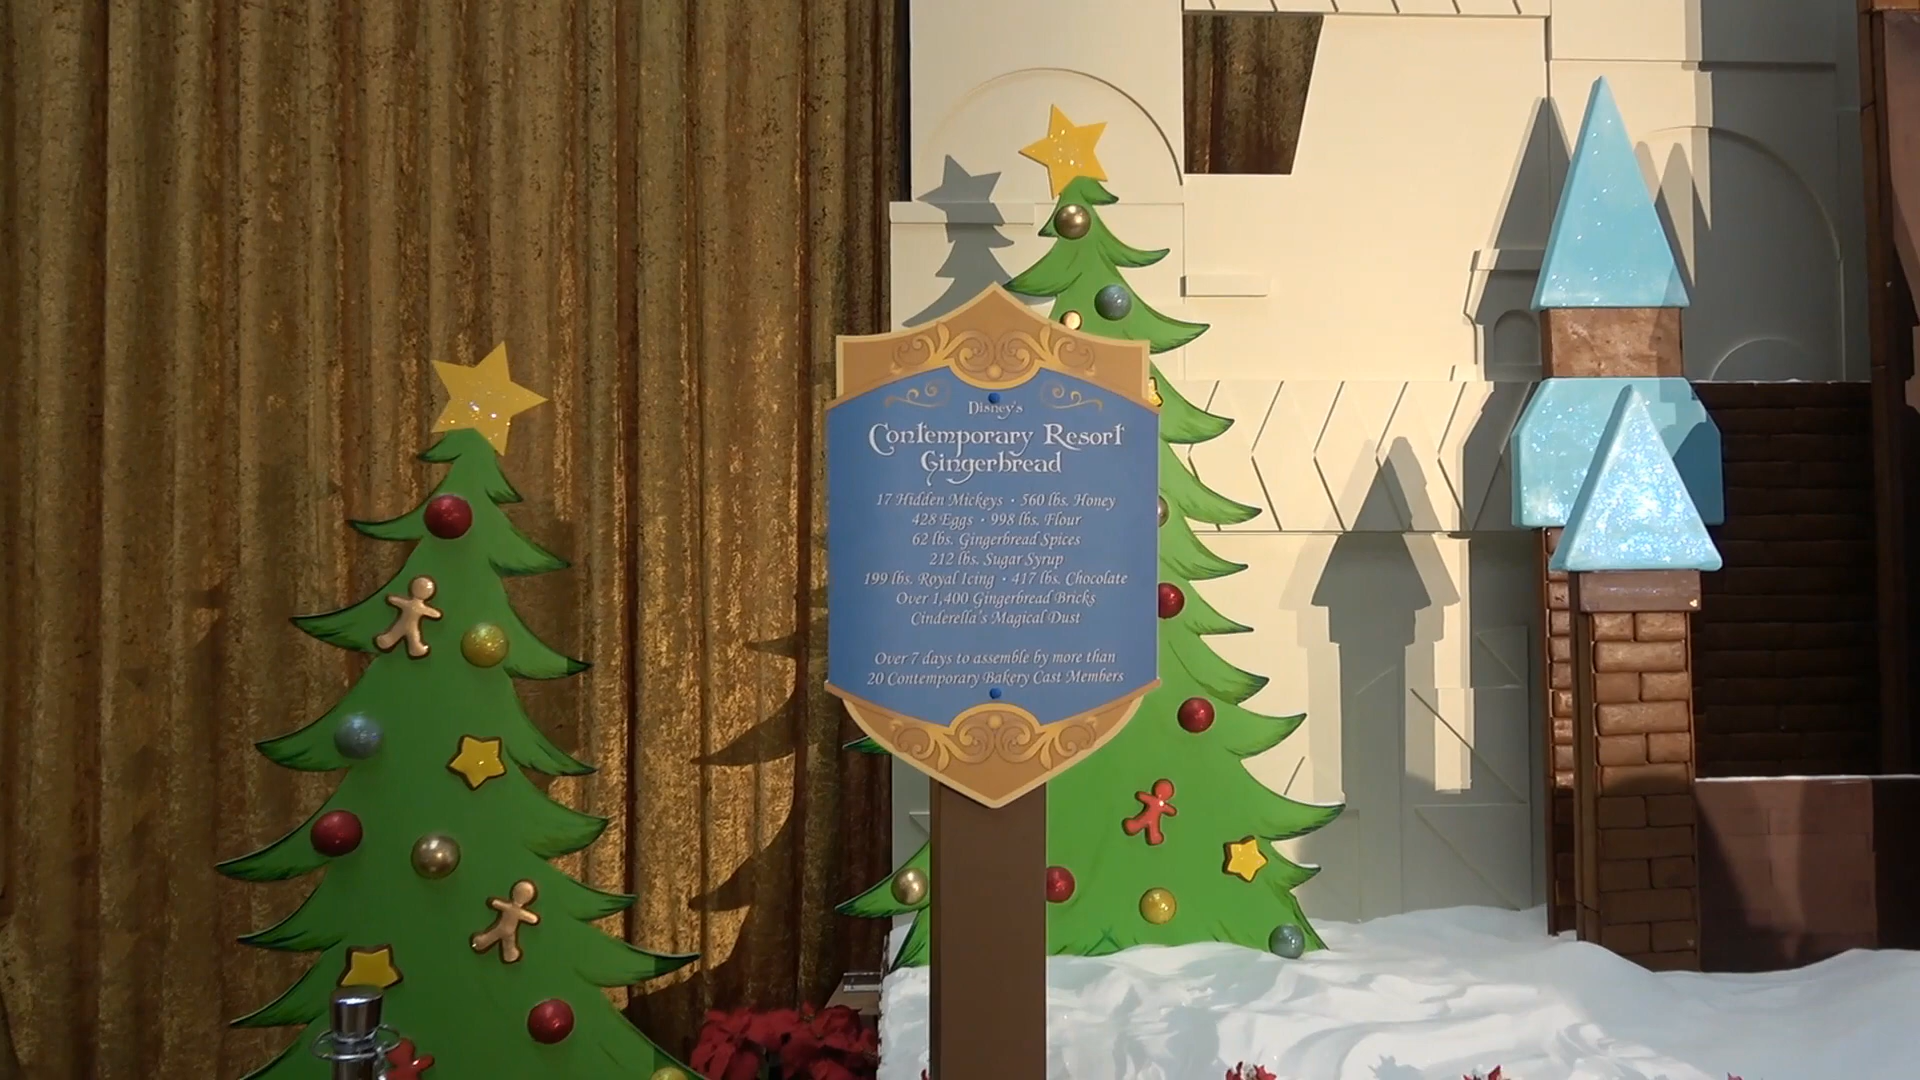 Disney's
Contemporary Resort
Gingerbread
17 Hidden Mickeys • 560 lbs. Honey
428 Eggs • 998 lbs. Flour
62 lbs. Gingerbread Spices
212 lbs. Sugar Syrup
199 lbs. Royal Icing • 417 lbs. Chocolate
Over 1,400 Gingerbread Bricks
Cinderella's Magical Dust
Over 7 days to assemble by more than
20 Contemporary Bakery Cast Members